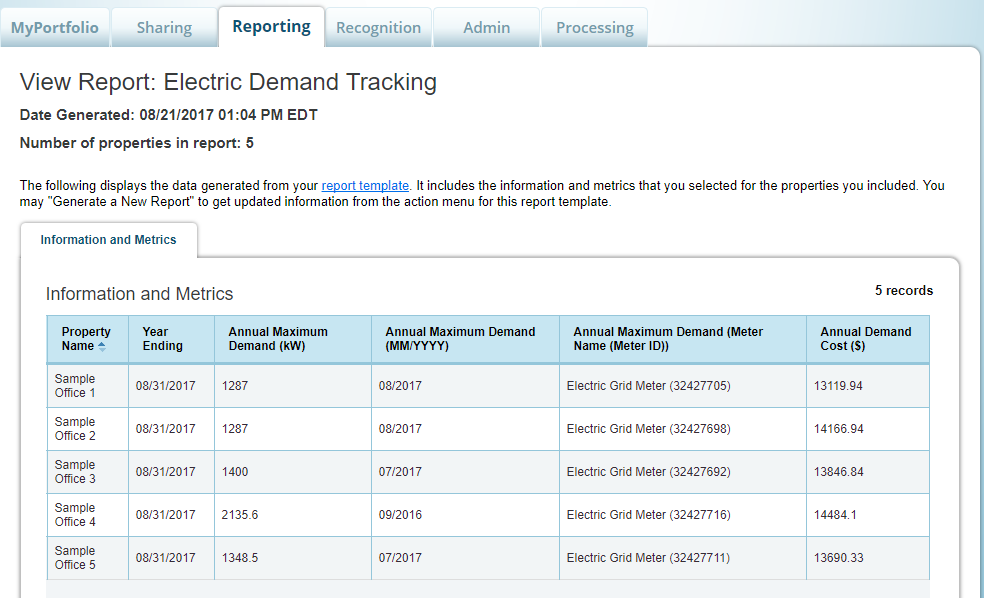 MyPortfolio Sharing Reporting Recognition Admin Processing
View Report: Electric Demand Tracking
Date Generated: 08/21/2017 01:04 PM EDT
Number of properties in report: 5
The following displays the data generated from your report template. It includes the information and metrics that you selected for the properties you included. You
may "Generate a New Report" to get updated information from the action menu for this report template.
Information and Metrics
Information and Metrics 5 records
Property Year Annual Maximum Annual Maximum Demand Annual Maximum Demand (Meter Annual Demand
Name Ending Demand (kW) (MM/YYYY) Name (Meter ID)) Cost ($)
Sample
Office 1 08/31/2017 1287 08/2017 Electric Grid Meter (32427705) 13119.94
Sample
Office 2 08/31/2017 1287 08/2017 Electric Grid Meter (32427698) 14166.94
Sample
Office 3 08/31/2017 1400 07/2017 Electric Grid Meter (32427692) 13846.84
Sample
Office 4 08/31/2017 2135.6 09/2016 Electric Grid Meter (32427716) 14484.1
Sample
Office 5 08/31/2017 1348.5 07/2017 Electric Grid Meter (32427711) 13690.33